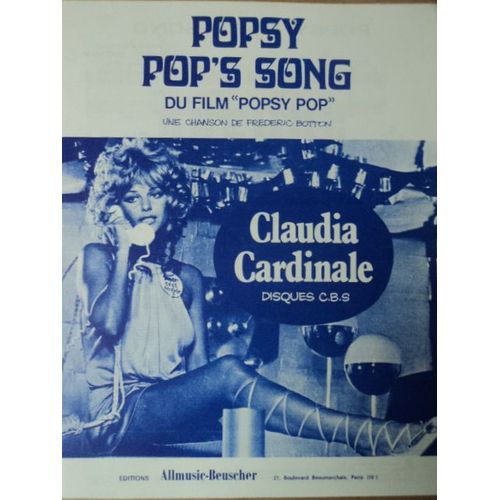 POPSY
POP'S SONG
DU FILM "POPSY POP"
UNE CHANSON DE FREDERIC BOTTON
Claudia
Cardinale
DISQUES C.B.S
EDITIONS Allmusic-Beuscher 27, Boulevard Beaumarchais, Paris